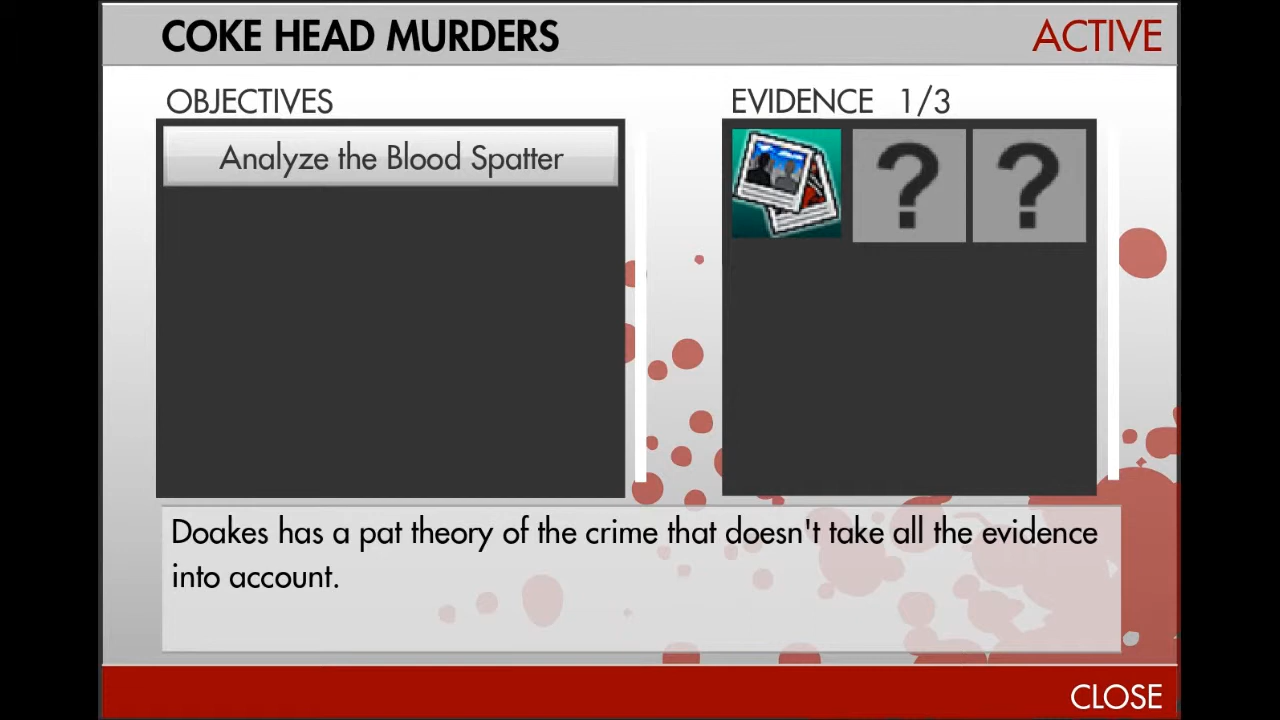 COKE HEAD MURDERS
ACTIVE
OBJECTIVES
EVIDENCE 1/3
Analyze the Blood Spatter
? ?
Doakes has a pat theory of the crime that doesn't take all the evidence
into account.
CLOSE